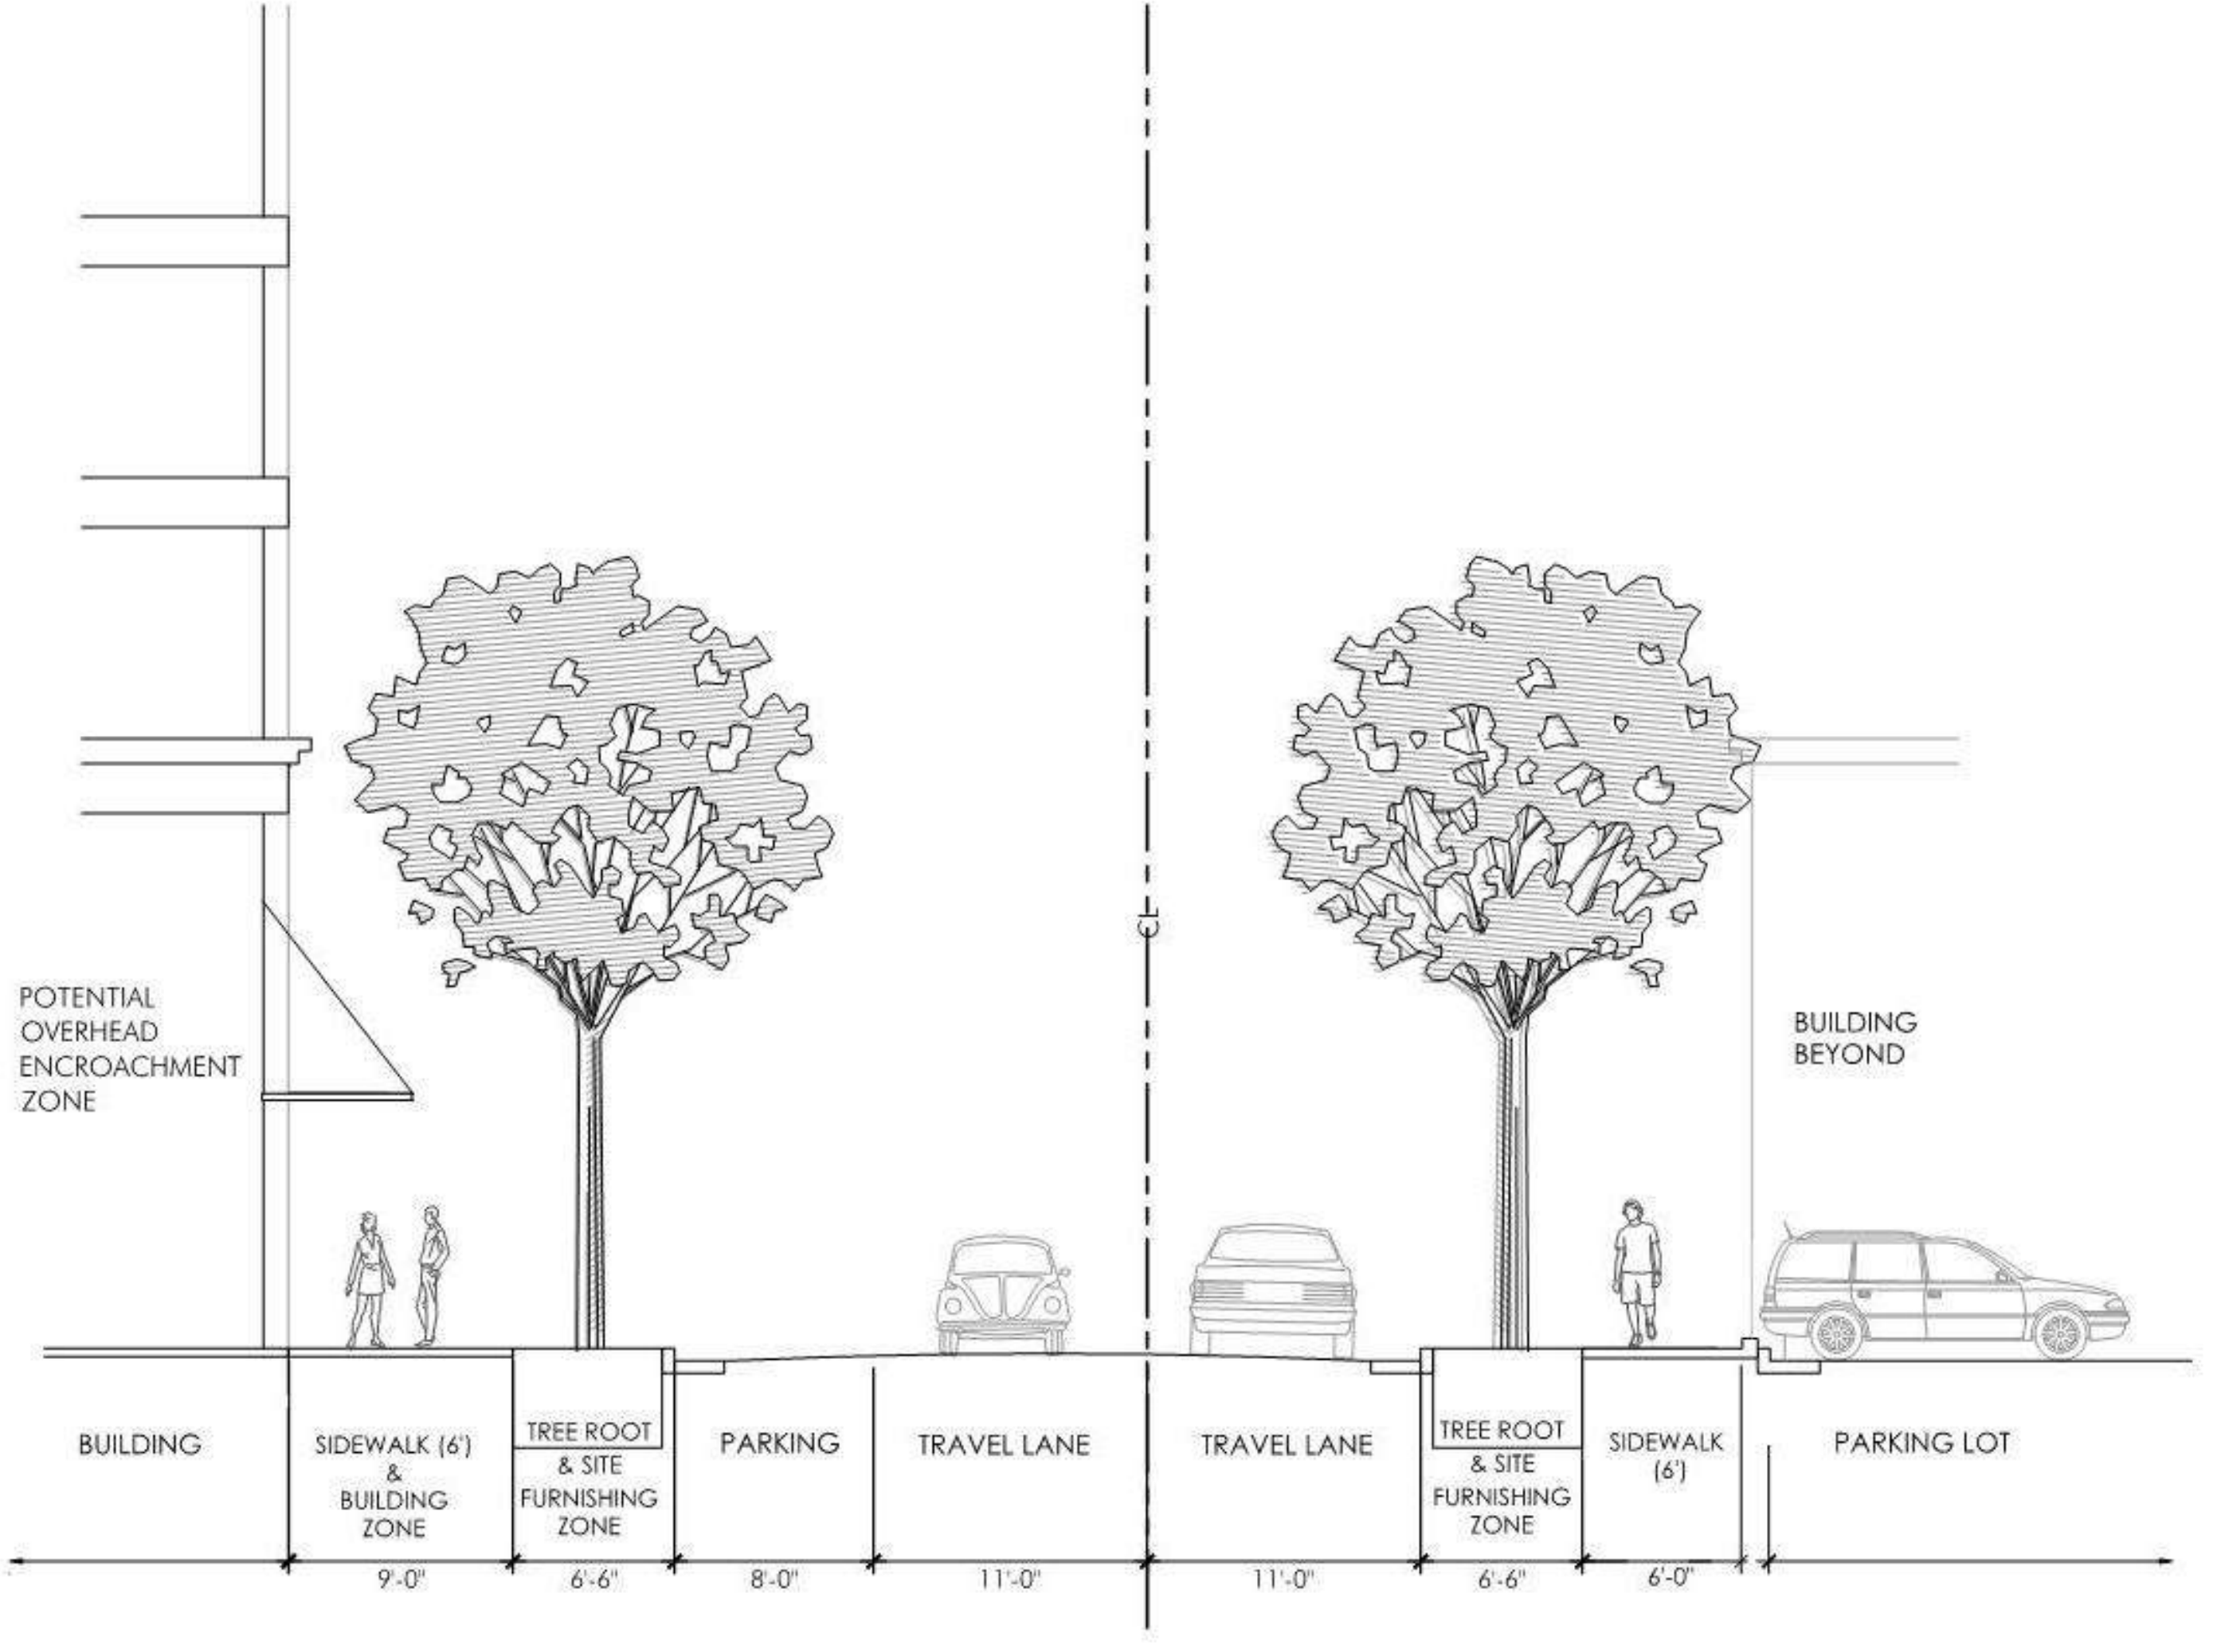 CL
POTENTIAL
OVERHEAD
ENCROACHMENT
ZONE
BUILDING
BEYOND
BUILDING
SIDEWALK (6')
&
BUILDING
ZONE
TREE ROOT
& SITE
FURNISHING
ZONE
PARKING
TRAVEL LANE
TRAVEL LANE
TREE ROOT
& SITE
FURNISHING
ZONE
SIDEWALK
(6')
PARKING LOT
9'-0"
6'-6"
8'-0"
11'-0"
11'-0"
6'-6"
6'-0"